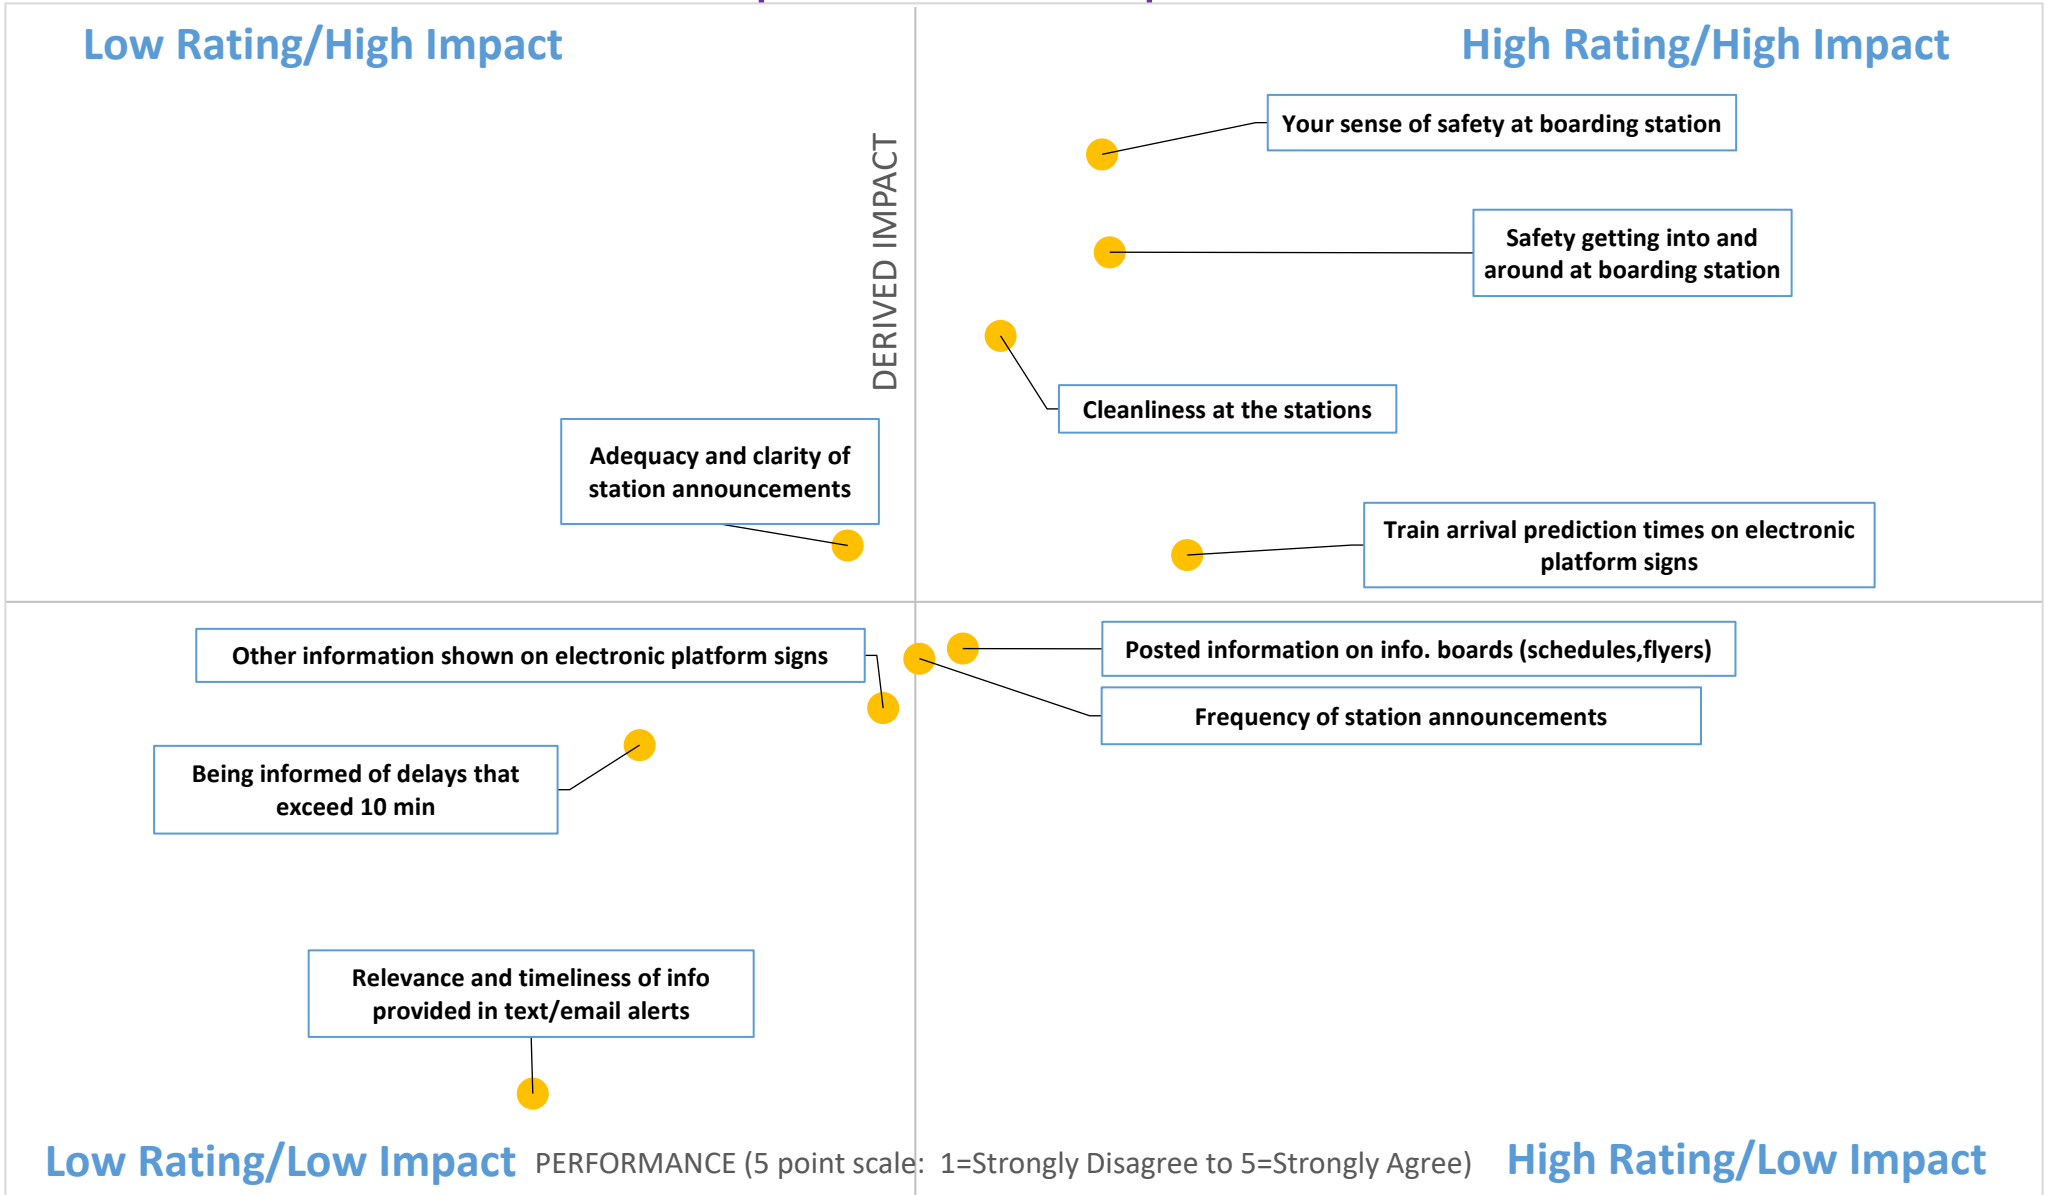 Low Rating/High Impact
High Rating/High Impact
Your sense of safety at boarding station
DERIVED IMPACT
Safety getting into and
around at boarding station
Cleanliness at the stations
Adequacy and clarity of
station announcements
Train arrival prediction times on electronic
platform signs
Other information shown on electronic platform signs
Posted information on info. boards (schedules,flyers)
Frequency of station announcements
Being informed of delays that
exceed 10 min
Relevance and timeliness of info
provided in text/email alerts
Low Rating/Low Impact
PERFORMANCE (5 point scale:  1=Strongly Disagree to 5=Strongly Agree)
High Rating/Low Impact